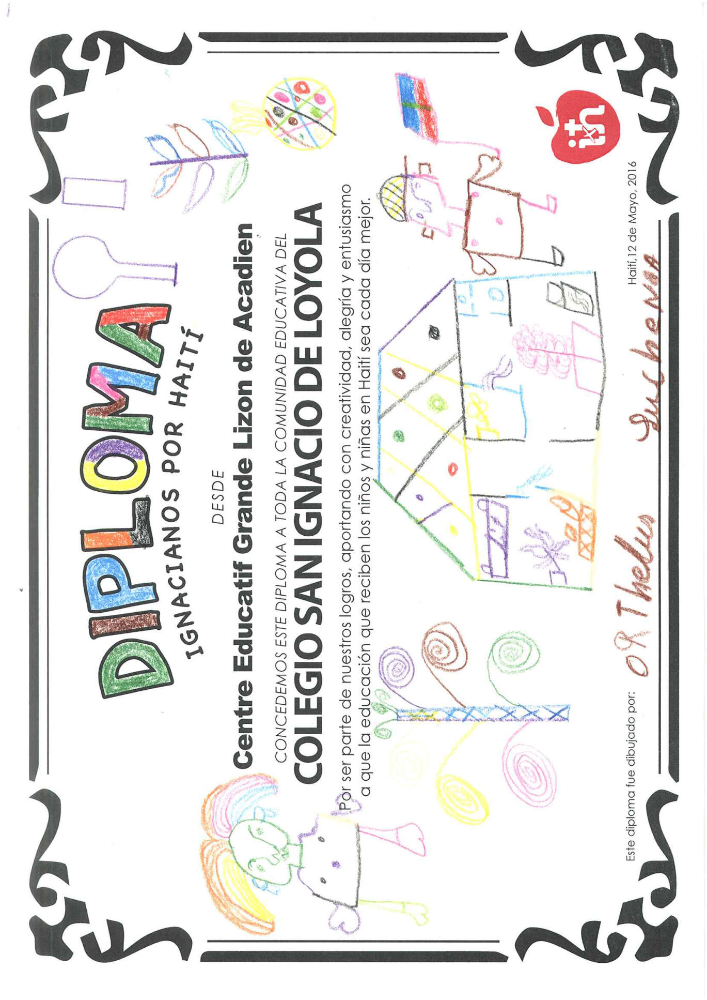 DIPLOMA
IGNACIANOS POR HAITÍ
DESDE
Centre Educatif Grande Lizon de Acadien
CONCEDEMOS ESTE DIPLOMA A TODA LA COMUNIDAD EDUCATIVA DEL
COLEGIO SAN IGNACIO DE LOYOLA
Por ser parte de nuestros logros, aportando con creatividad, alegría y entusiasmo
a que la educación que reciben los niños y niñas en Haití sea cada día mejor.
Haití,12 de Mayo, 2016
Este diploma fue dibujado por: ORThelus
ixh